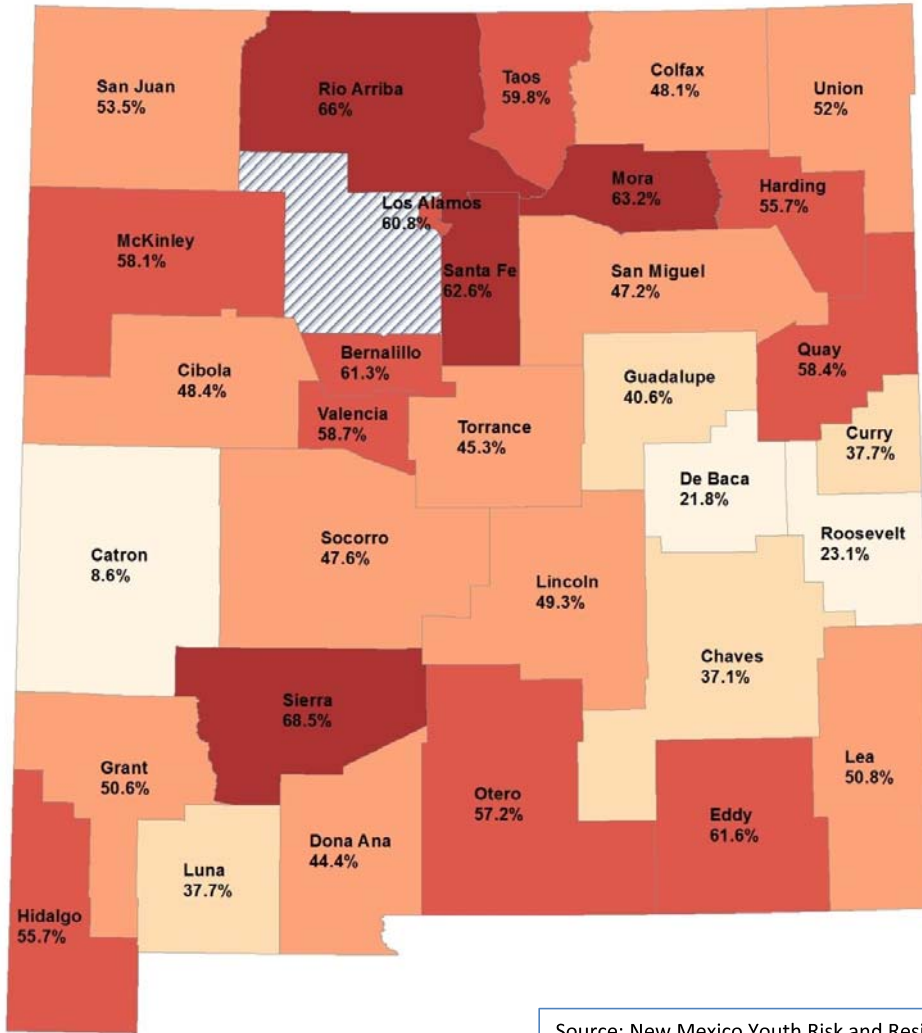 San Juan
53.5%
Rio Arriba
66%
Taos
59.8%
Colfax
48.1%
Union
52%
Mora
63.2%
Harding
55.7%
Los Alamos
60.8%
McKinley
58.1%
Santa Fe
62.6%
San Miguel
47.2%
Bernalillo
61.3%
Quay
58.4%
Cibola
48.4%
Guadalupe
40.6%
Valencia
58.7%
Torrance
45.3%
Curry
37.7%
De Baca
21.8%
Roosevelt
23.1%
Catron
8.6%
Socorro
47.6%
Lincoln
49.3%
Chaves
37.1%
Sierra
68.5%
Grant
50.6%
Lea
50.8%
Otero
57.2%
Eddy
61.6%
Dona Ana
44.4%
Luna
37.7%
Hidalgo
55.7%
Source: New Mexico Youth Risk and Resi